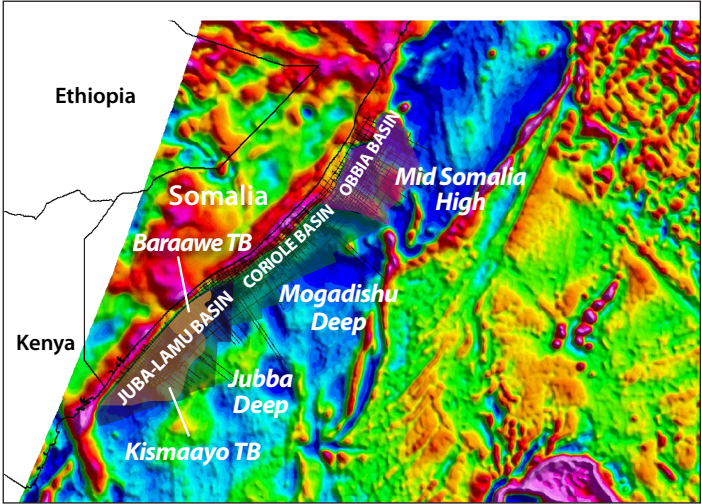 Ethiopia
OBBIA BASIN
Mid Somalia
High
Somalia
Baraawe TB
CORIOLE BASIN
Mogadishu
Deep
Kenya
JUBA-LAMU BASIN
Jubba
Deep
Kismaayo TB